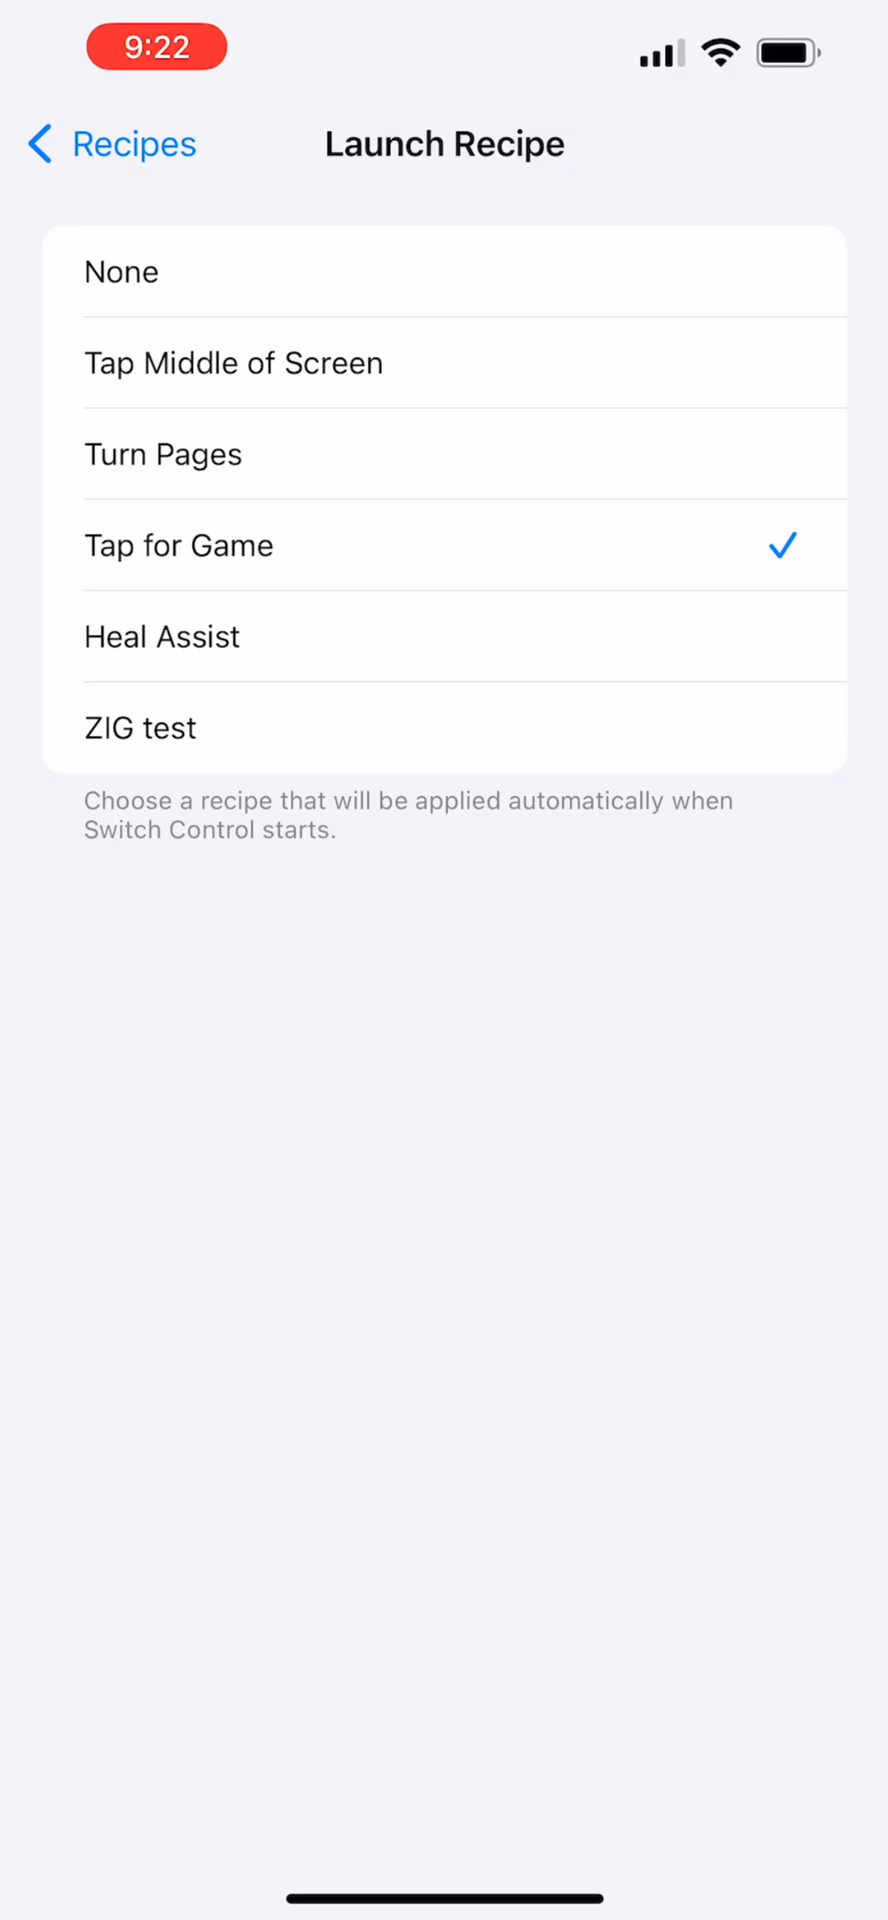 9:22
Recipes
Launch Recipe
None
Tap Middle of Screen
Turn Pages
Tap for Game
Heal Assist
ZIG test
Choose a recipe that will be applied automatically when
Switch Control starts.